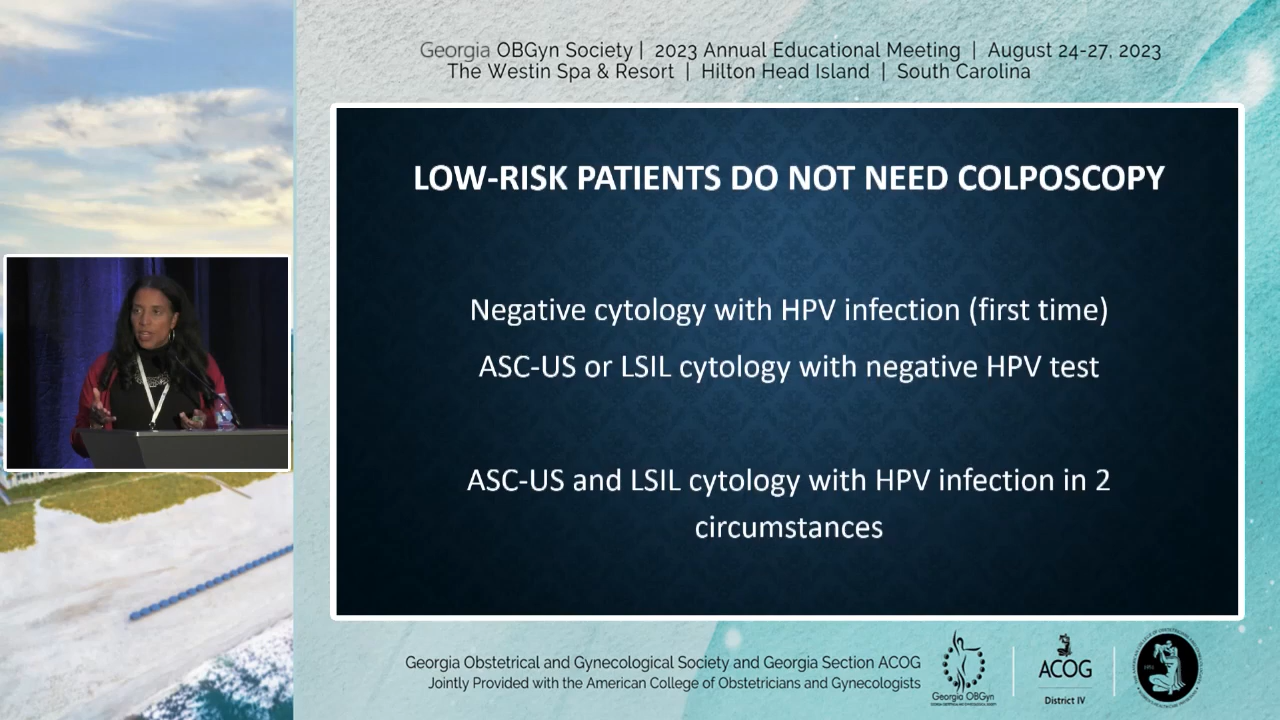 Georgia OBGyn Society | 2023 Annual Educational Meeting | August 24-27, 2023
The Westin Spa & Resort | Hilton Head Island | South Carolina
LOW-RISK PATIENTS DO NOT NEED COLPOSCOPY
Negative cytology with HPV infection (first time)
ASC-US or LSIL cytology with negative HPV test
ASC-US and LSIL cytology with HPV infection in 2
circumstances
Georgia Obstetrical and Gynecological Society and Georgia Section ACOG
Jointly Provided with the American College of Obstetricians and Gynecologists
Georgia OBGyn
ACOG
District IV